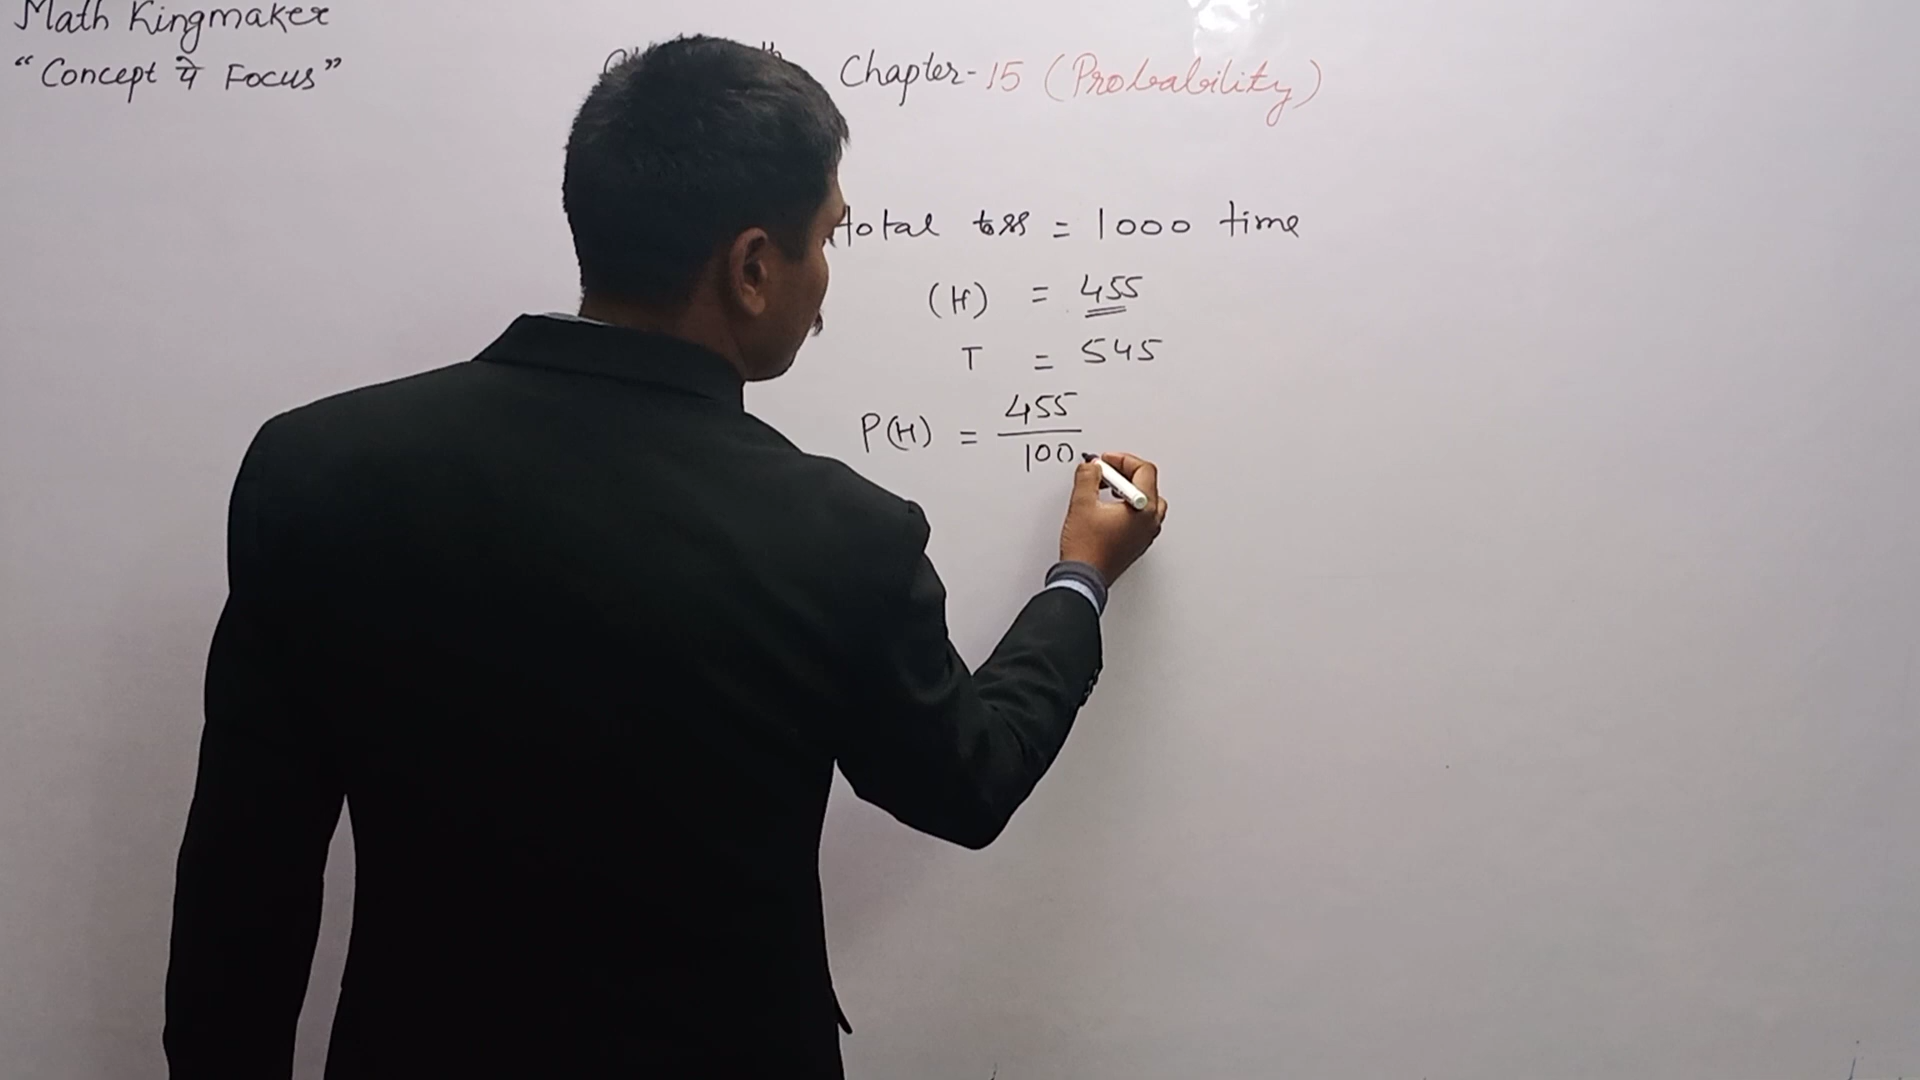 Math Kingmaker
"Concept पे Focus"
Chapter-15 (Probability)
total toss = 1000 time
(H) = 455
T = 545
P(H) = 455
100